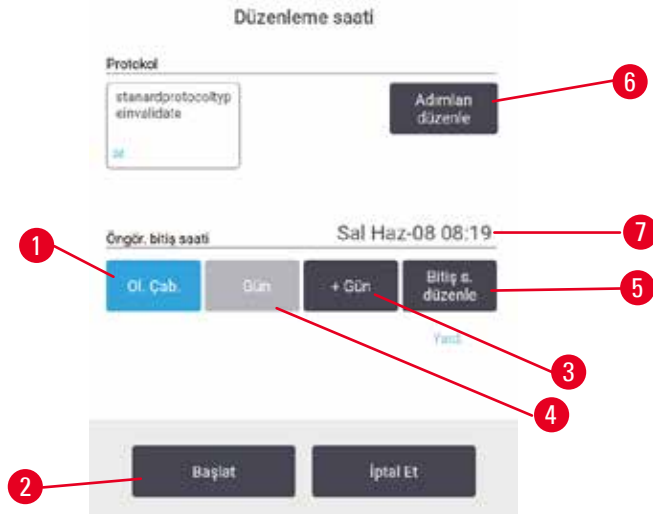 Düzenleme saati
Protokol
stanardprotocoltyp
einvalidate
Adımları
düzenle
6
Öngör. bitiş saati
Sal Haz-08 08:19
7
1
Ol. Çab.
Gün
+ Gün
Bitiş s.
düzenle
5
3
4
Başlat
İptal Et
2